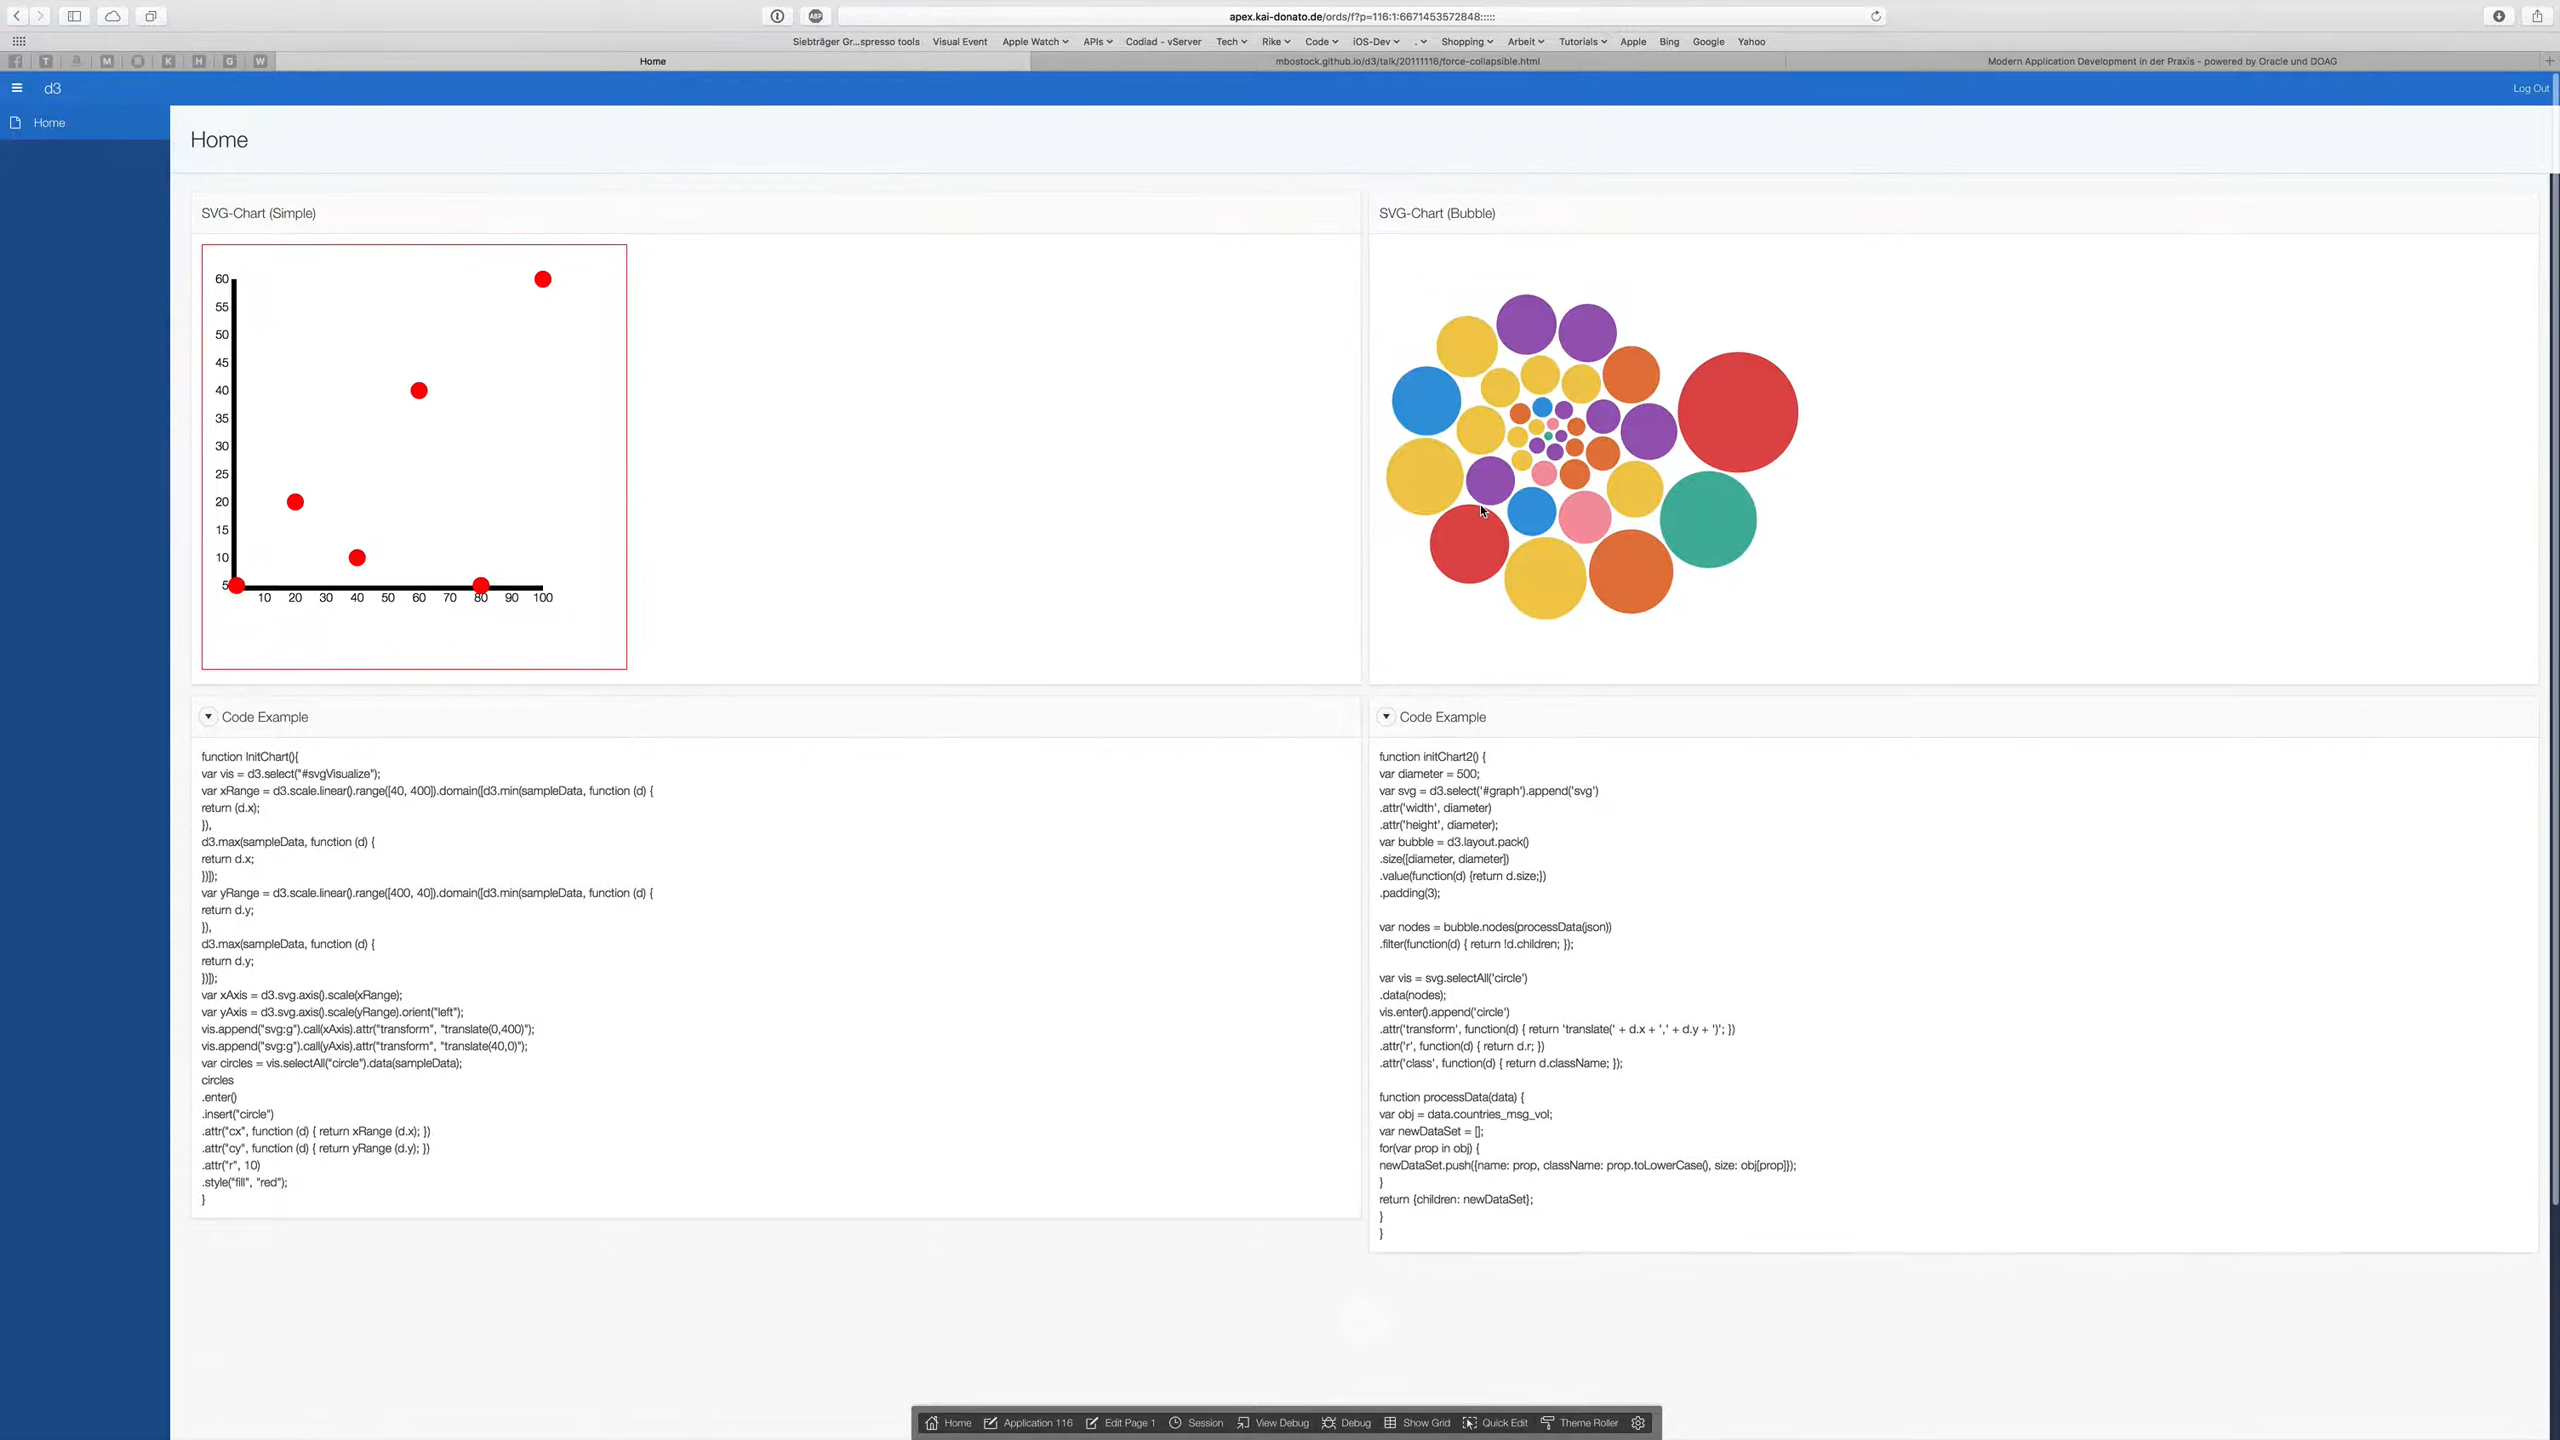 apex.kai-donato.de/ords/f?p=116:1:6671453572848:::::
Siebträger Gr...spresso tools Visual Event Apple Watch APIs Codiad - vServer Tech Rike Code iOS-Dev . Shopping Arbeit Tutorials Apple Bing Google Yahoo
T a M K H G W Home mbostock.github.io/d3/talk/20111116/force-collapsible.html Modern Application Development in der Praxis - powered by Oracle und DOAG
d3 Log Out
Home
Home
SVG-Chart (Simple)
60
55
50
45
40
35
30
25
20
15
10
5
10 20 30 40 50 60 70 80 90 100
SVG-Chart (Bubble)
Code Example
function InitChart(){
var vis = d3.select("#svgVisualize");
var xRange = d3.scale.linear().range([40, 400]).domain([d3.min(sampleData, function (d) {
return (d.x);
}),
d3.max(sampleData, function (d) {
return d.x;
})]);
var yRange = d3.scale.linear().range([400, 40]).domain([d3.min(sampleData, function (d) {
return d.y;
}),
d3.max(sampleData, function (d) {
return d.y;
})]);
var xAxis = d3.svg.axis().scale(xRange);
var yAxis = d3.svg.axis().scale(yRange).orient("left");
vis.append("svg:g").call(xAxis).attr("transform", "translate(0,400)");
vis.append("svg:g").call(yAxis).attr("transform", "translate(40,0)");
var circles = vis.selectAll("circle").data(sampleData);
circles
.enter()
.insert("circle")
.attr("cx", function (d) { return xRange (d.x); })
.attr("cy", function (d) { return yRange (d.y); })
.attr("r", 10)
.style("fill", "red");
}
Code Example
function initChart2() {
var diameter = 500;
var svg = d3.select('#graph').append('svg')
.attr('width', diameter)
.attr('height', diameter);
var bubble = d3.layout.pack()
.size([diameter, diameter])
.value(function(d) {return d.size;})
.padding(3);
var nodes = bubble.nodes(processData(json))
.filter(function(d) { return !d.children; });
var vis = svg.selectAll('circle')
.data(nodes);
vis.enter().append('circle')
.attr('transform', function(d) { return 'translate(' + d.x + ',' + d.y + ')'; })
.attr('r', function(d) { return d.r; })
.attr('class', function(d) { return d.className; });
function processData(data) {
var obj = data.countries_msg_vol;
var newDataSet = [];
for(var prop in obj) {
newDataSet.push({name: prop, className: prop.toLowerCase(), size: obj[prop]});
}
return {children: newDataSet};
}
}
Home Application 116 Edit Page 1 Session View Debug Debug Show Grid Quick Edit Theme Roller